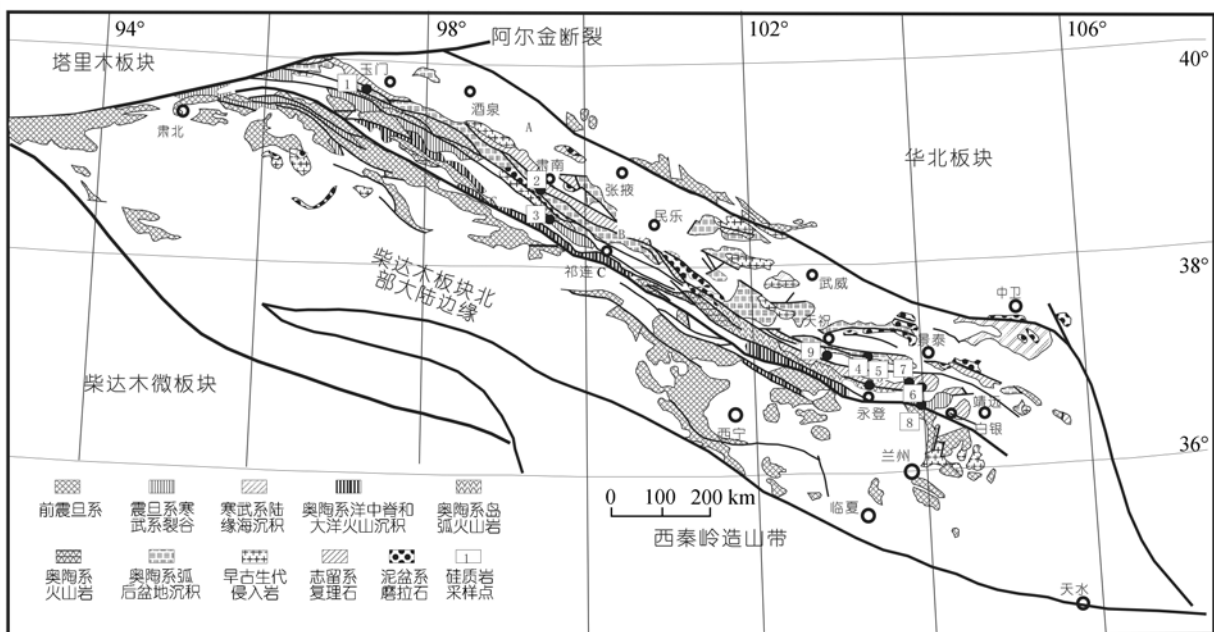 94°
98°
102°
106°
阿尔金断裂
40°
塔里木板块
玉门
1
酒泉
肃北
A
华北板块
肃南
2
张掖
3
民乐
B
38°
祁连 C
柴达木板块北
部大陆边缘
武威
中卫
天祝
景泰
9
4
5
7
柴达木微板块
6
靖远
永登
白银
8
西宁
36°
兰州
0 100 200 km
临夏
西秦岭造山带
天水
前震旦系
震旦系寒
武系裂谷
寒武系陆
缘海沉积
奥陶系洋中脊和
大洋火山沉积
奥陶系岛
弧火山岩
奥陶系
火山岩
奥陶系弧
后盆地沉积
早古生代
侵入岩
志留系
复理石
泥盆系
磨拉石
1
硅质岩
采样点